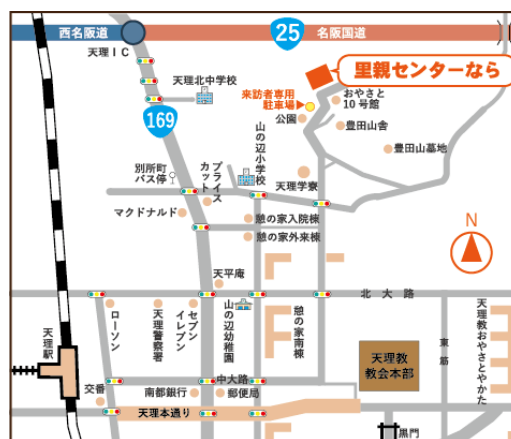 西名阪道
25
名阪国道
天理IC
里親センターなら
天理北中学校
来訪者専用
駐車場
おやさと
10号館
公園
豊田山舎
169
山の辺小学校
豊田山墓地
別所町
バス停
プライス
カット
天理学寮
マクドナルド
憩の家入院棟
憩の家外来棟
N
天平庵
北大路
ローソン
天理警察署
セブン
イレブン
山の辺幼稚園
憩の家南棟
東筋
天理教おやさとやかた
天理駅
天理教
教会本部
中大路
交番
南都銀行
郵便局
天理本通り
黒門